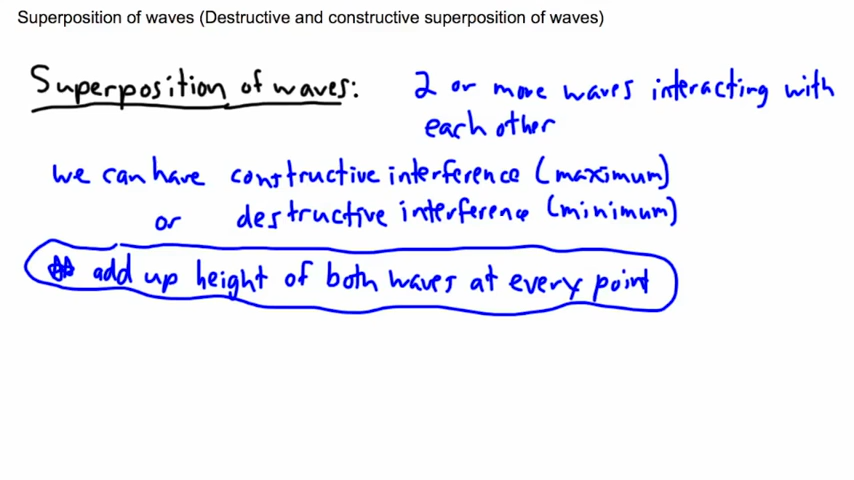 Superposition of waves (Destructive and constructive superposition of waves)
Superposition of waves: 2 or more waves interacting with
each other
we can have constructive interference (maximum)
or destructive interference (minimum)
** add up height of both waves at every point